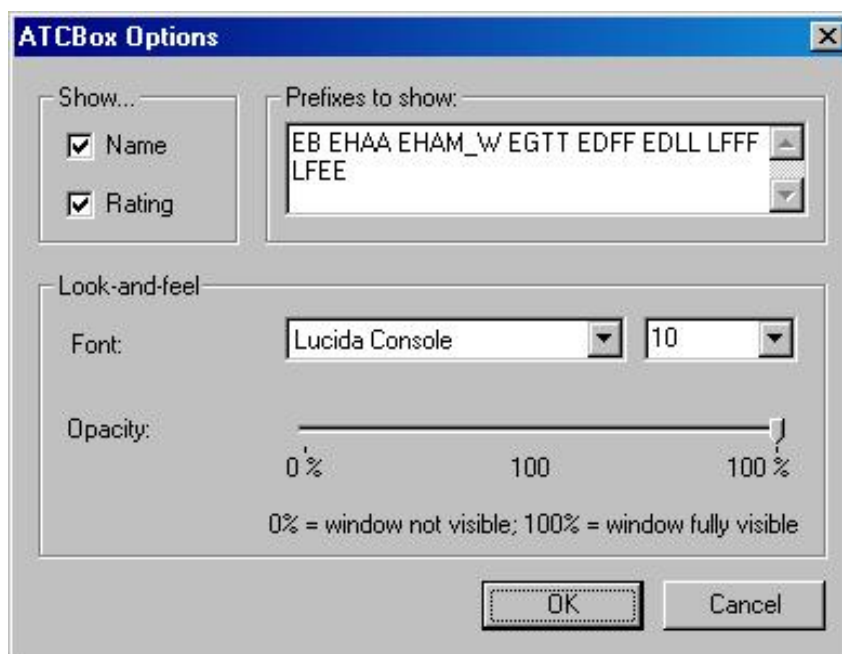 ATCBox Options
Show...
Name
Rating
Prefixes to show:
EB EHAA EHAM_W EGTT EDFF EDLL LFFF
LFEE
Look-and-feel
Font:
Lucida Console
10
Opacity:
0 %
100
100 %
0% = window not visible; 100% = window fully visible
OK
Cancel